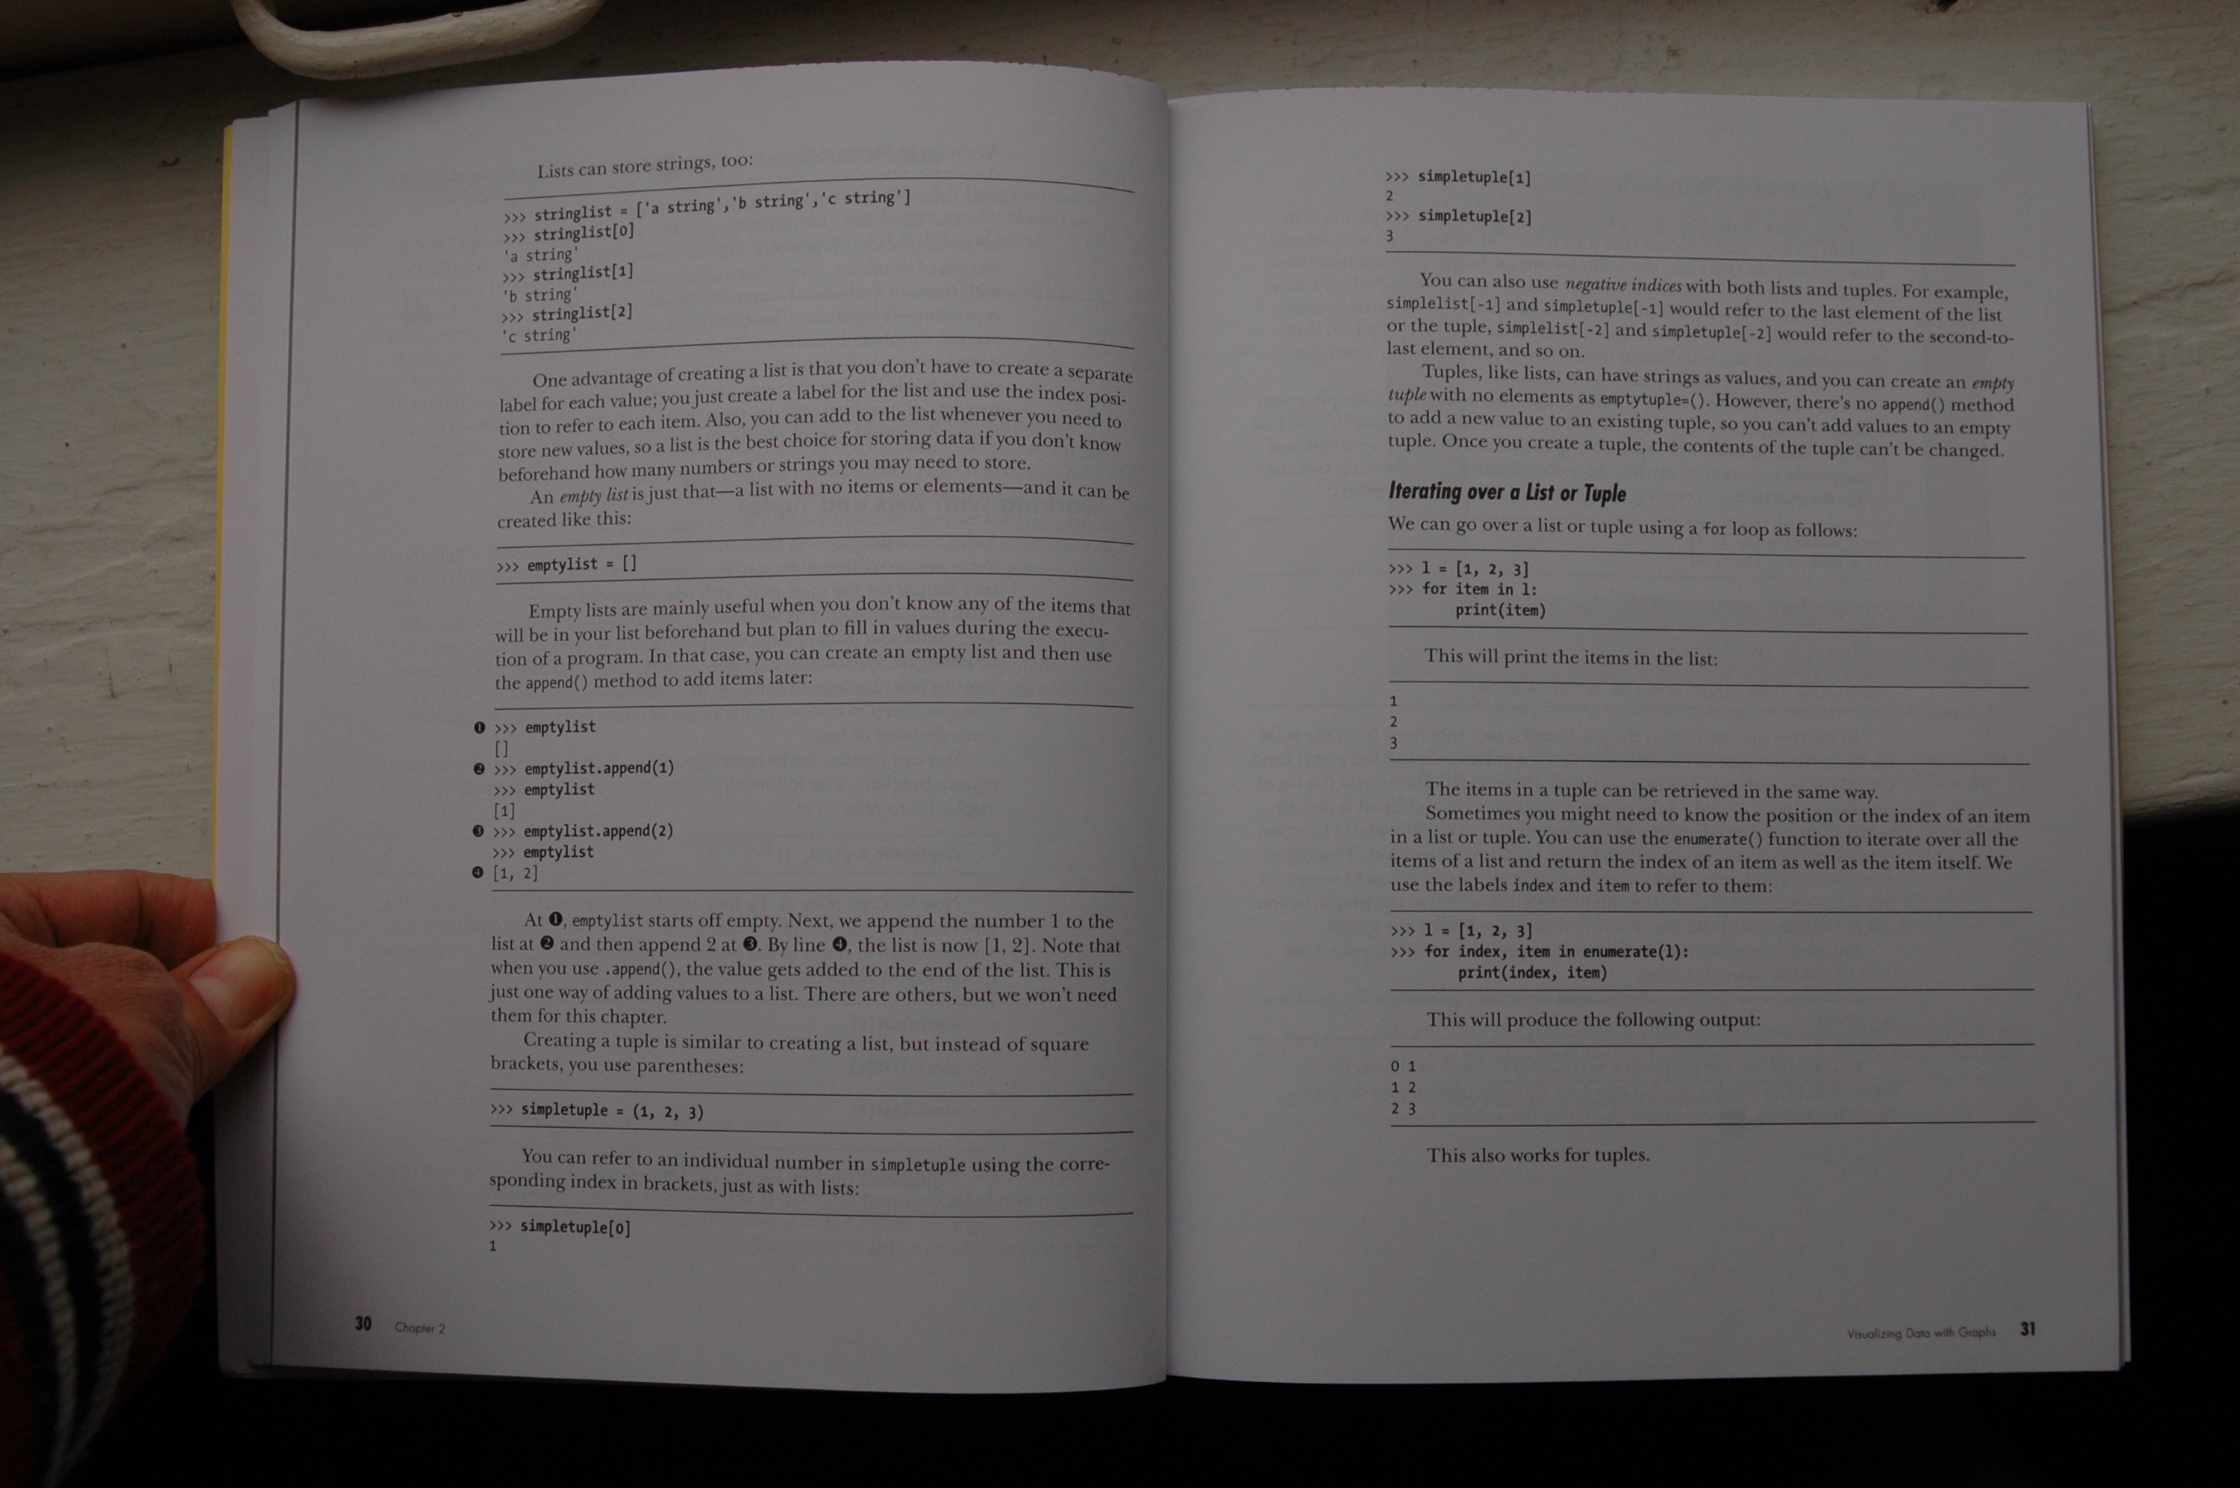 Lists can store strings, too:
>>> stringlist = ['a string','b string','c string']
>>> stringlist[0]
'a string'
>>> stringlist[1]
'b string'
>>> stringlist[2]
'c string'
One advantage of creating a list is that you don't have to create a separate
label for each value; you just create a label for the list and use the index posi-
tion to refer to each item. Also, you can add to the list whenever you need to
store new values, so a list is the best choice for storing data if you don't know
beforehand how many numbers or strings you may need to store.
An empty list is just that—a list with no items or elements—and it can be
created like this:
>>> emptylist = []
Empty lists are mainly useful when you don't know any of the items that
will be in your list beforehand but plan to fill in values during the execu-
tion of a program. In that case, you can create an empty list and then use
the append() method to add items later:
❶ >>> emptylist
[]
❷ >>> emptylist.append(1)
>>> emptylist
[1]
❸ >>> emptylist.append(2)
>>> emptylist
❹ [1, 2]
At ❶, emptylist starts off empty. Next, we append the number 1 to the
list at ❷ and then append 2 at ❸. By line ❹, the list is now [1, 2]. Note that
when you use .append(), the value gets added to the end of the list. This is
just one way of adding values to a list. There are others, but we won't need
them for this chapter.
Creating a tuple is similar to creating a list, but instead of square
brackets, you use parentheses:
>>> simpletuple = (1, 2, 3)
You can refer to an individual number in simpletuple using the corre-
sponding index in brackets, just as with lists:
>>> simpletuple[0]
1
30 Chapter 2
>>> simpletuple[1]
2
>>> simpletuple[2]
3
You can also use negative indices with both lists and tuples. For example,
simplelist[-1] and simpletuple[-1] would refer to the last element of the list
or the tuple, simplelist[-2] and simpletuple[-2] would refer to the second-to-
last element, and so on.
Tuples, like lists, can have strings as values, and you can create an empty
tuple with no elements as emptytuple=(). However, there's no append() method
to add a new value to an existing tuple, so you can't add values to an empty
tuple. Once you create a tuple, the contents of the tuple can't be changed.
Iterating over a List or Tuple
We can go over a list or tuple using a for loop as follows:
>>> l = [1, 2, 3]
>>> for item in l:
print(item)
This will print the items in the list:
1
2
3
The items in a tuple can be retrieved in the same way.
Sometimes you might need to know the position or the index of an item
in a list or tuple. You can use the enumerate() function to iterate over all the
items of a list and return the index of an item as well as the item itself. We
use the labels index and item to refer to them:
>>> l = [1, 2, 3]
>>> for index, item in enumerate(l):
print(index, item)
This will produce the following output:
0 1
1 2
2 3
This also works for tuples.
Visualizing Data with Graphs 31